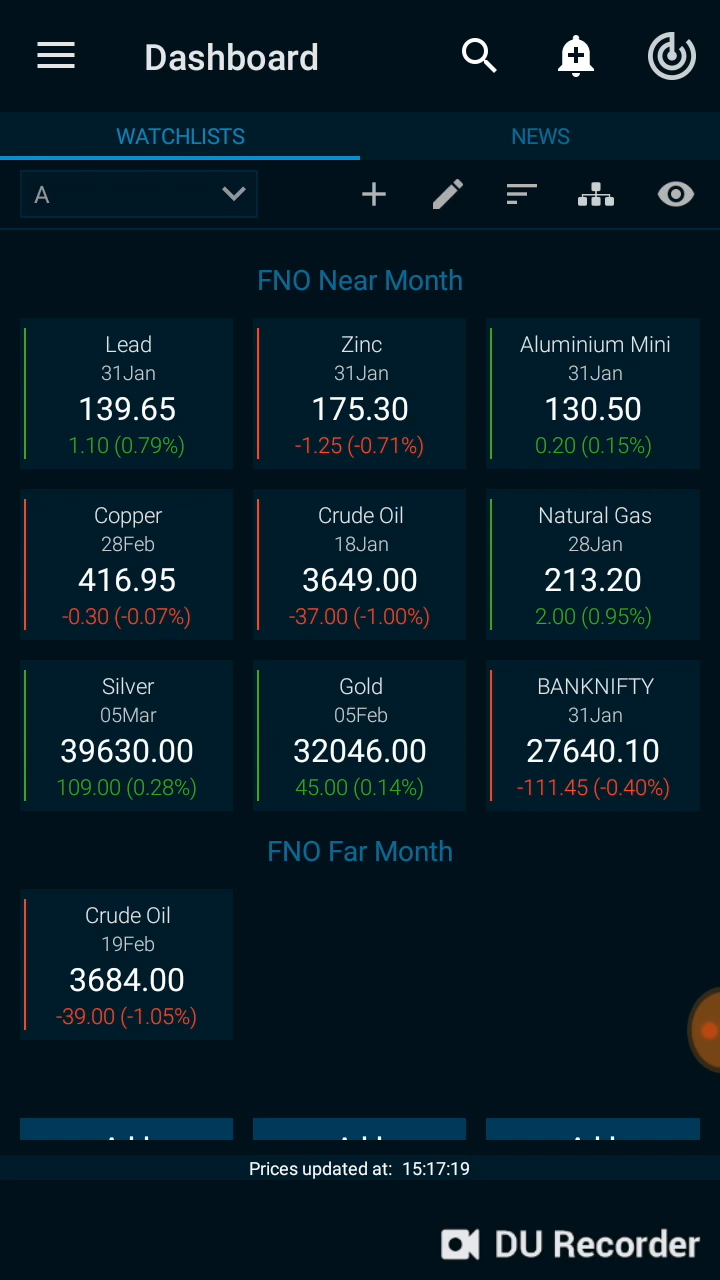 Dashboard
WATCHLISTS
NEWS
A
FNO Near Month
Lead
31Jan
139.65
1.10 (0.79%)
Zinc
31Jan
175.30
-1.25 (-0.71%)
Aluminium Mini
31Jan
130.50
0.20 (0.15%)
Copper
28Feb
416.95
-0.30 (-0.07%)
Crude Oil
18Jan
3649.00
-37.00 (-1.00%)
Natural Gas
28Jan
213.20
2.00 (0.95%)
Silver
05Mar
39630.00
109.00 (0.28%)
Gold
05Feb
32046.00
45.00 (0.14%)
BANKNIFTY
31Jan
27640.10
-111.45 (-0.40%)
FNO Far Month
Crude Oil
19Feb
3684.00
-39.00 (-1.05%)
Prices updated at: 15:17:19
DU Recorder